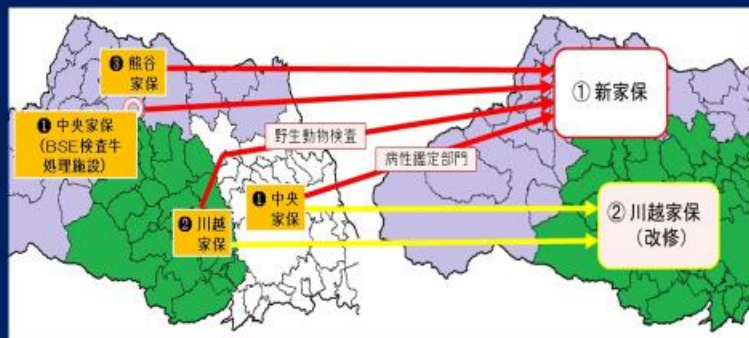 ❸ 熊谷
家保
❶ 中央家保
(BSE検査牛
処理施設)
野生動物検査
病性鑑定部門
❶ 中央
家保
❷ 川越
家保
① 新家保
② 川越家保
(改修)